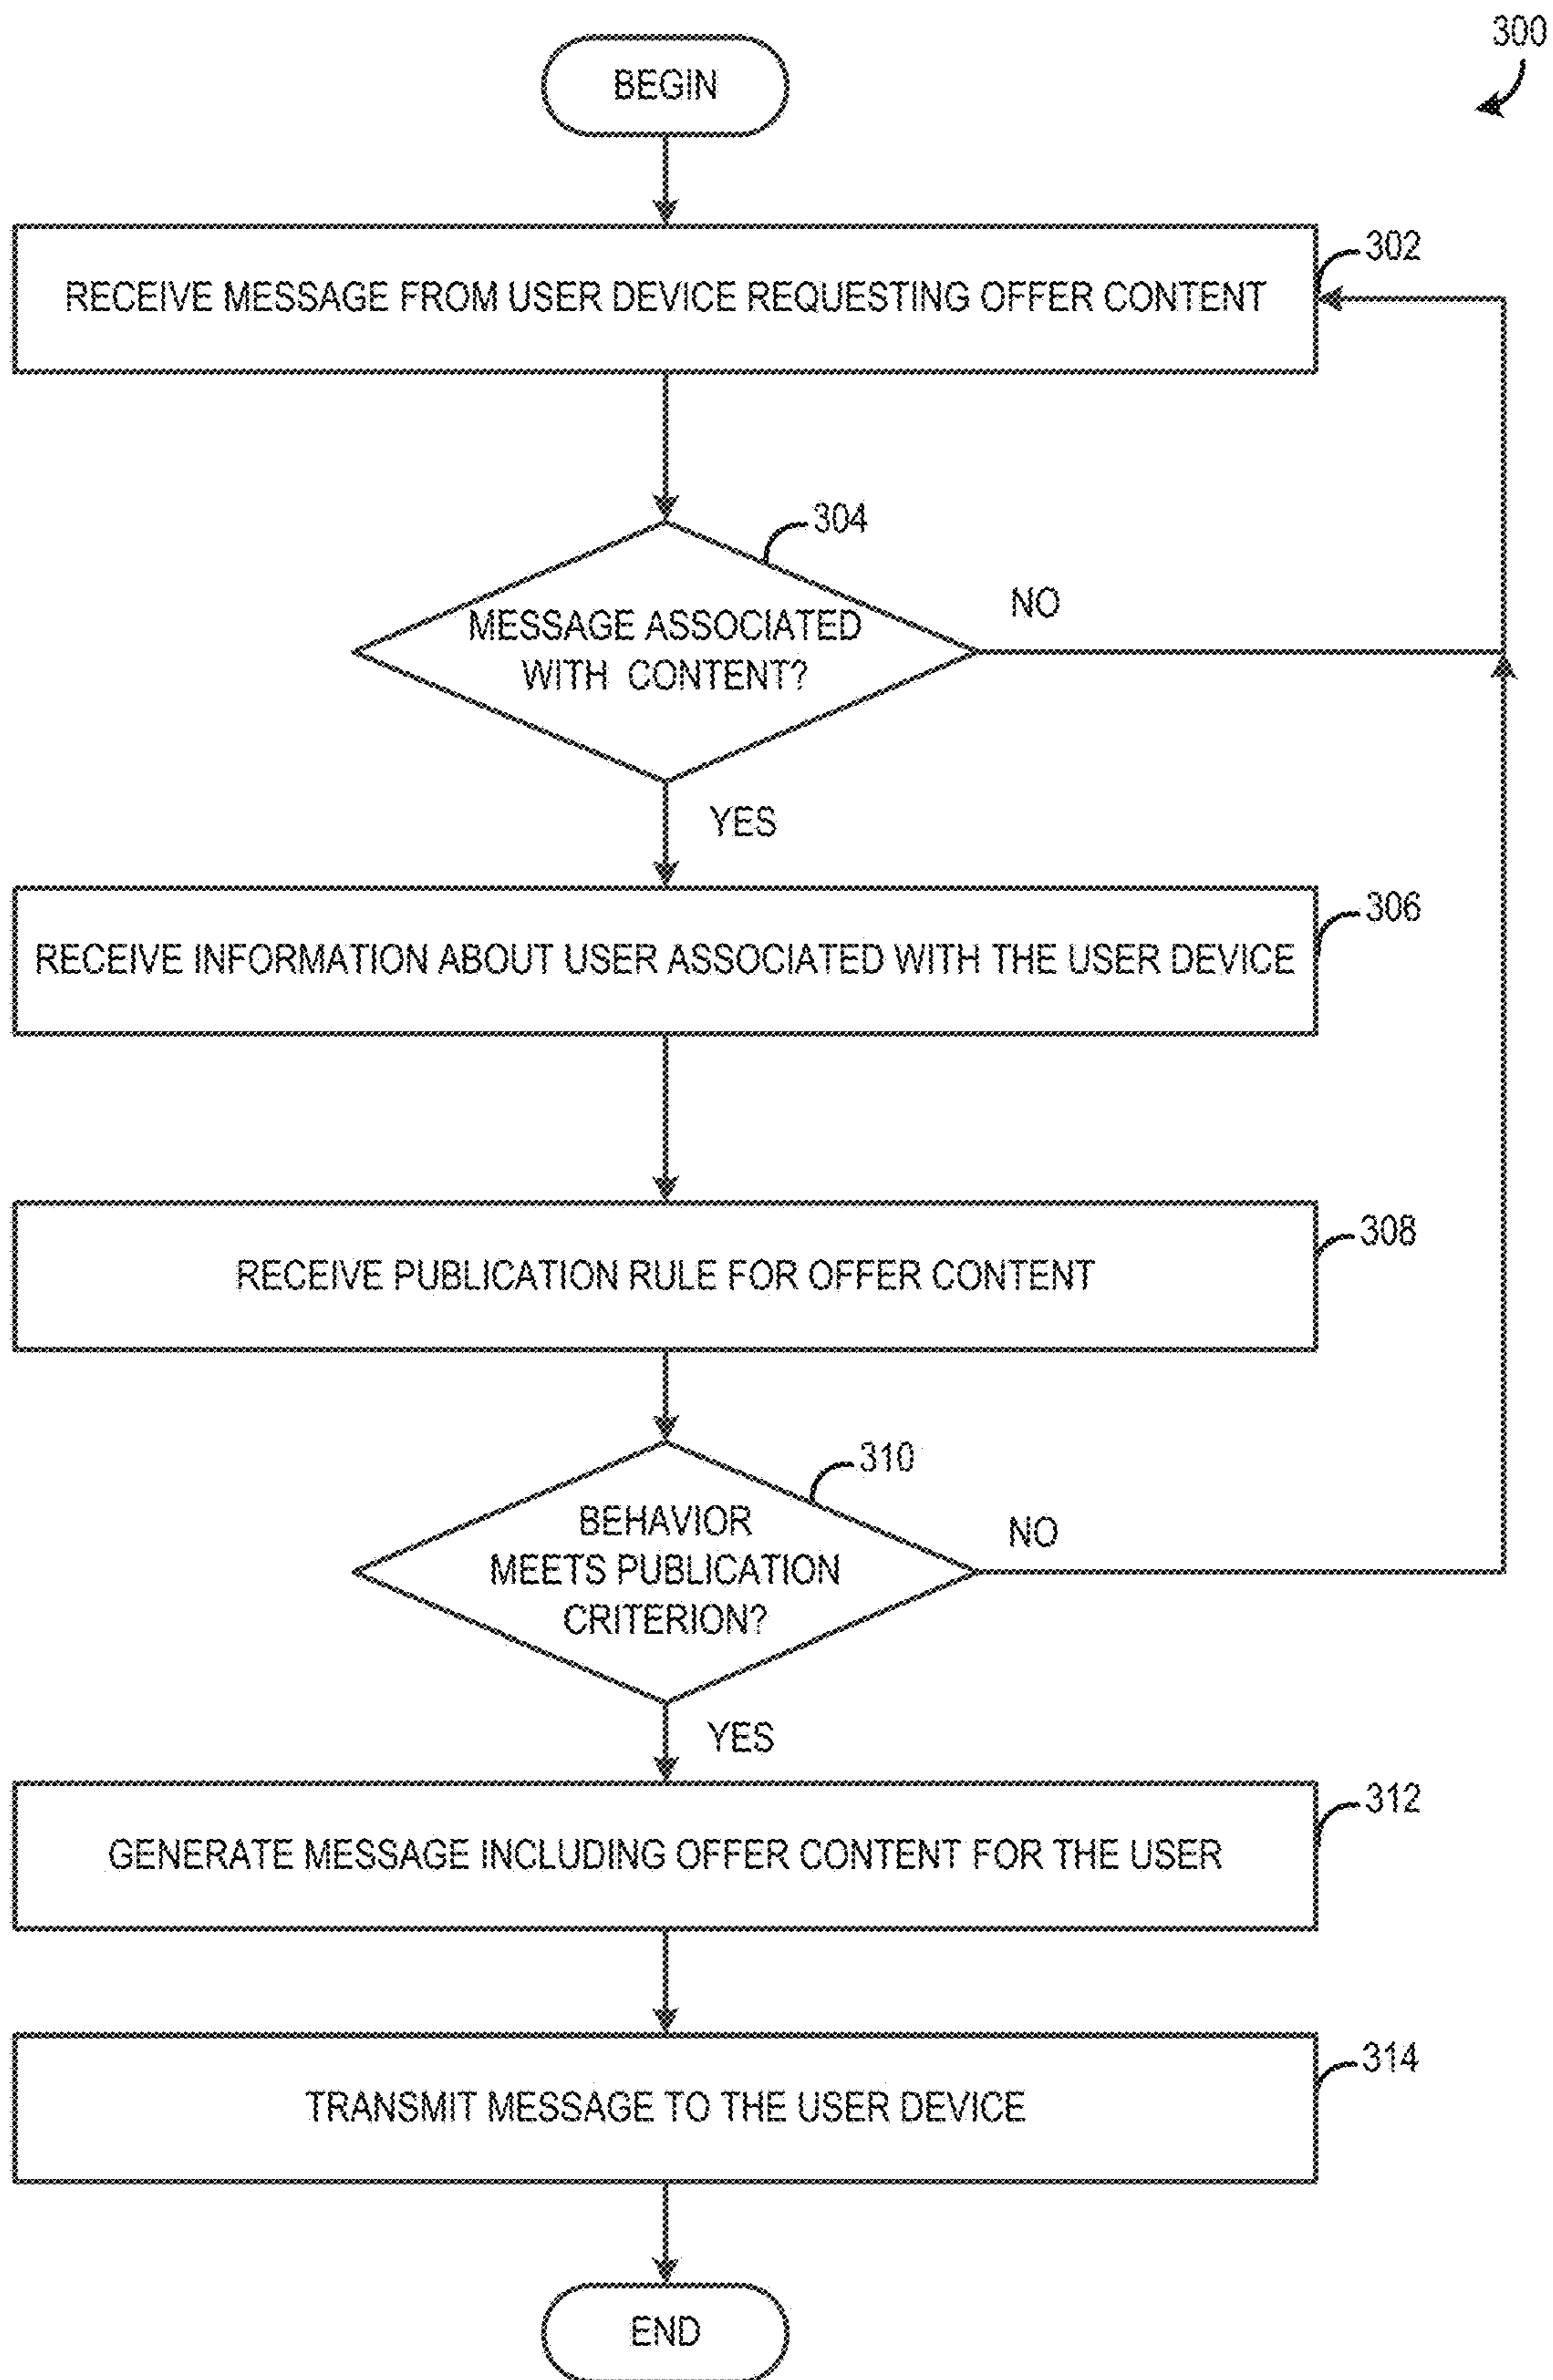 300
BEGIN
302
RECEIVE MESSAGE FROM USER DEVICE REQUESTING OFFER CONTENT
304
MESSAGE ASSOCIATED
WITH CONTENT?
NO
YES
306
RECEIVE INFORMATION ABOUT USER ASSOCIATED WITH THE USER DEVICE
308
RECEIVE PUBLICATION RULE FOR OFFER CONTENT
310
BEHAVIOR
MEETS PUBLICATION
CRITERION?
NO
YES
312
GENERATE MESSAGE INCLUDING OFFER CONTENT FOR THE USER
314
TRANSMIT MESSAGE TO THE USER DEVICE
END